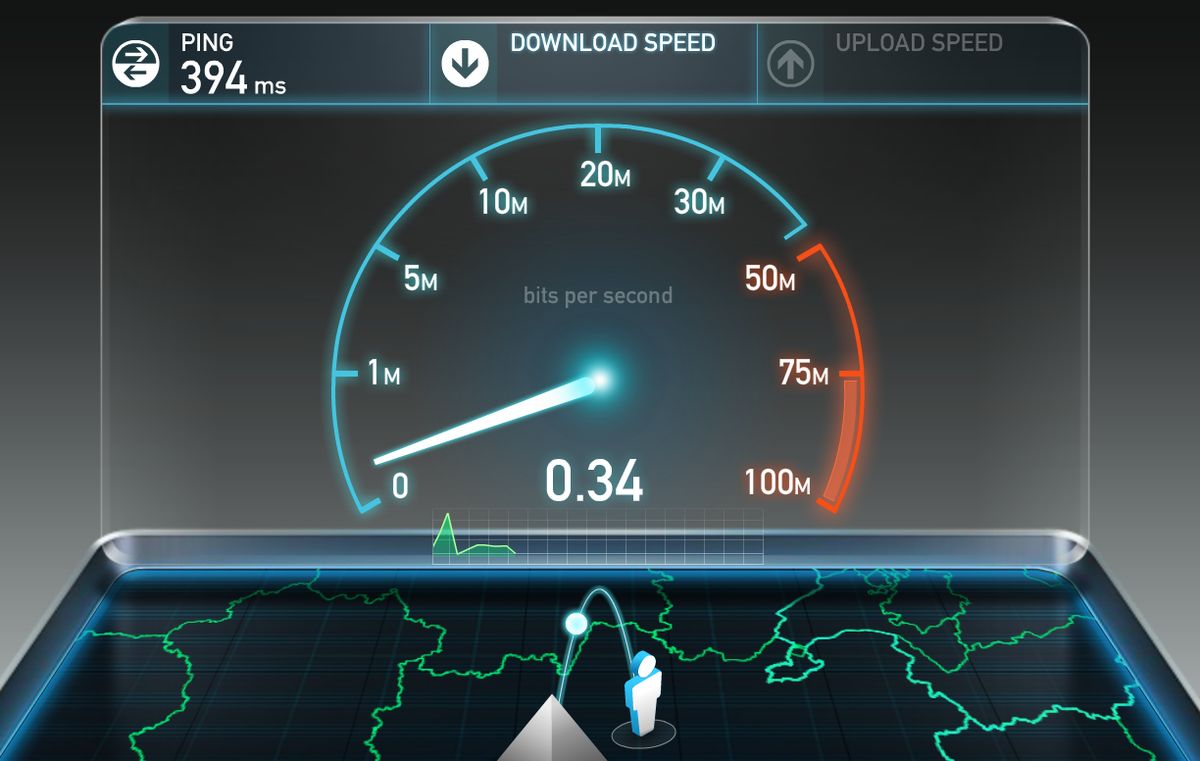 PING
394 ms
DOWNLOAD SPEED
UPLOAD SPEED
20M
10M
30M
5M
50M
bits per second
1M
75M
0
0.34
100M